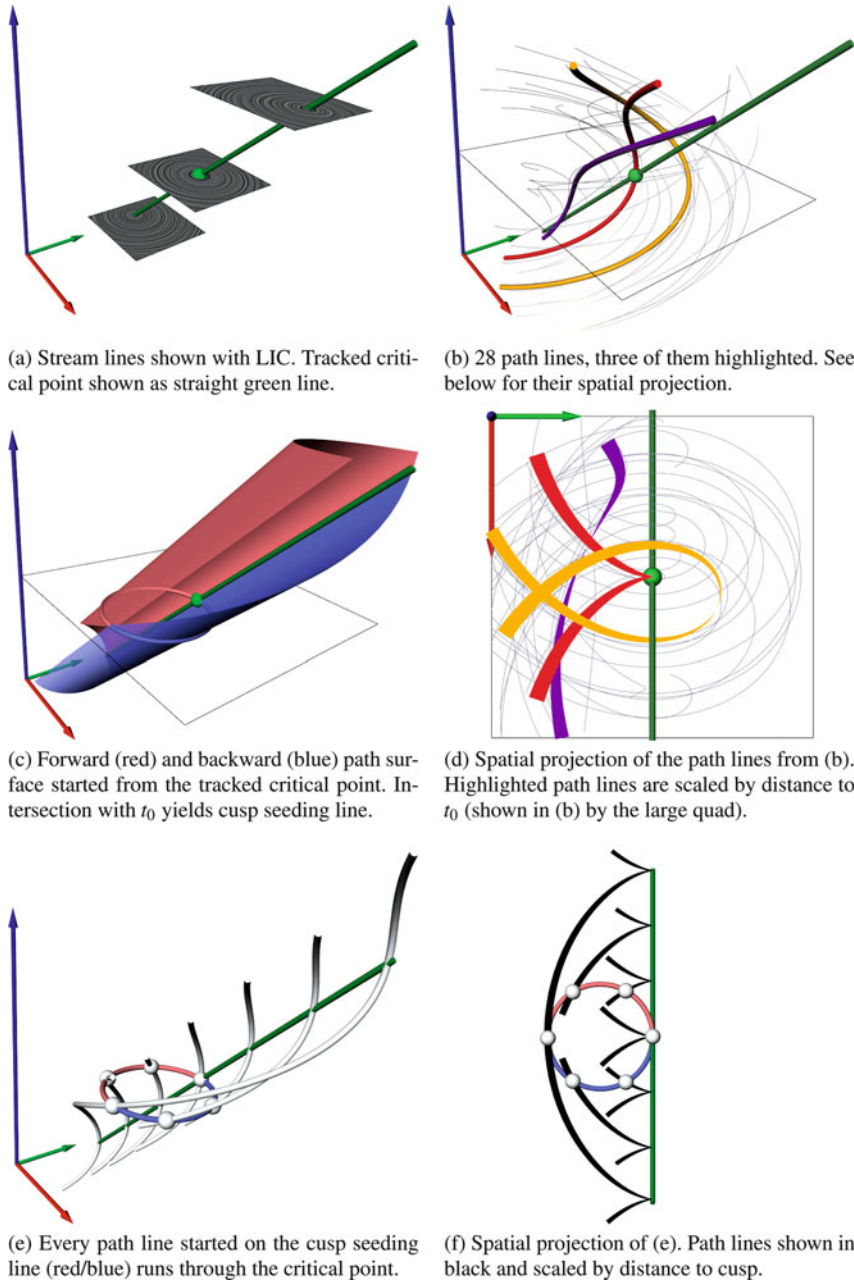 (a) Stream lines shown with LIC. Tracked criti-
cal point shown as straight green line.
(b) 28 path lines, three of them highlighted. See
below for their spatial projection.
(c) Forward (red) and backward (blue) path sur-
face started from the tracked critical point. In-
tersection with t0 yields cusp seeding line.
(d) Spatial projection of the path lines from (b).
Highlighted path lines are scaled by distance to
t0 (shown in (b) by the large quad).
(e) Every path line started on the cusp seeding
line (red/blue) runs through the critical point.
(f) Spatial projection of (e). Path lines shown in
black and scaled by distance to cusp.